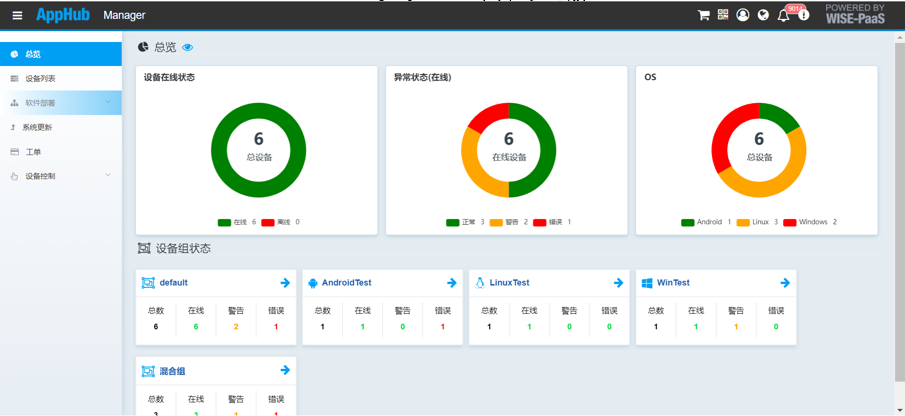 AppHub Manager
POWERED BY
WISE-PaaS
总览
设备列表
软件部署
系统更新
工单
设备控制
总览
设备在线状态
6
总设备
在线 6 离线 0
异常状态(在线)
6
在线设备
正常 3 警告 2 错误 1
OS
6
总设备
Android 1 Linux 3 Windows 2
设备组状态
default
总数 在线 警告 错误
6 6 2 1
AndroidTest
总数 在线 警告 错误
1 1 0 1
LinuxTest
总数 在线 警告 错误
1 1 0 0
WinTest
总数 在线 警告 错误
1 1 1 0
混合组
总数 在线 警告 错误
3 3 1 1